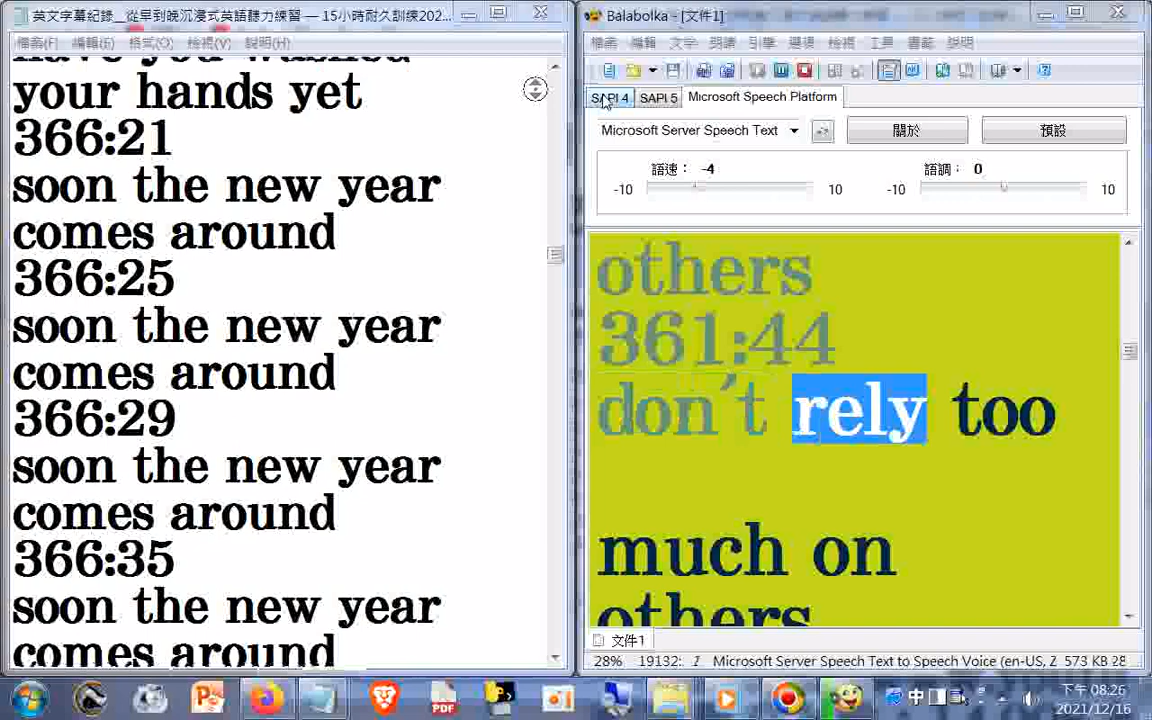 英文字幕紀錄__從早到晚沉浸式英語聽力練習 — 15小時耐久訓練202...
檔案(F) 編輯(E) 格式(O) 檢視(V) 說明(H)
have you washed
your hands yet
366:21
soon the new year
comes around
366:25
soon the new year
comes around
366:29
soon the new year
comes around
366:35
soon the new year
comes around
Balabolka - [文件1]
檔案 編輯 文字 朗讀 引擎 選項 檢視 工具 書籤 說明
SAPI 4 SAPI 5 Microsoft Speech Platform
Microsoft Server Speech Text 關於 預設
語速： -4 語調： 0
-10 10 -10 10
others
361:44
don't rely too
much on
others
文件1
28% 19132: 1 Microsoft Server Speech Text to Speech Voice (en-US, Z 573 KB 28
中
下午 08:26
2021/12/16